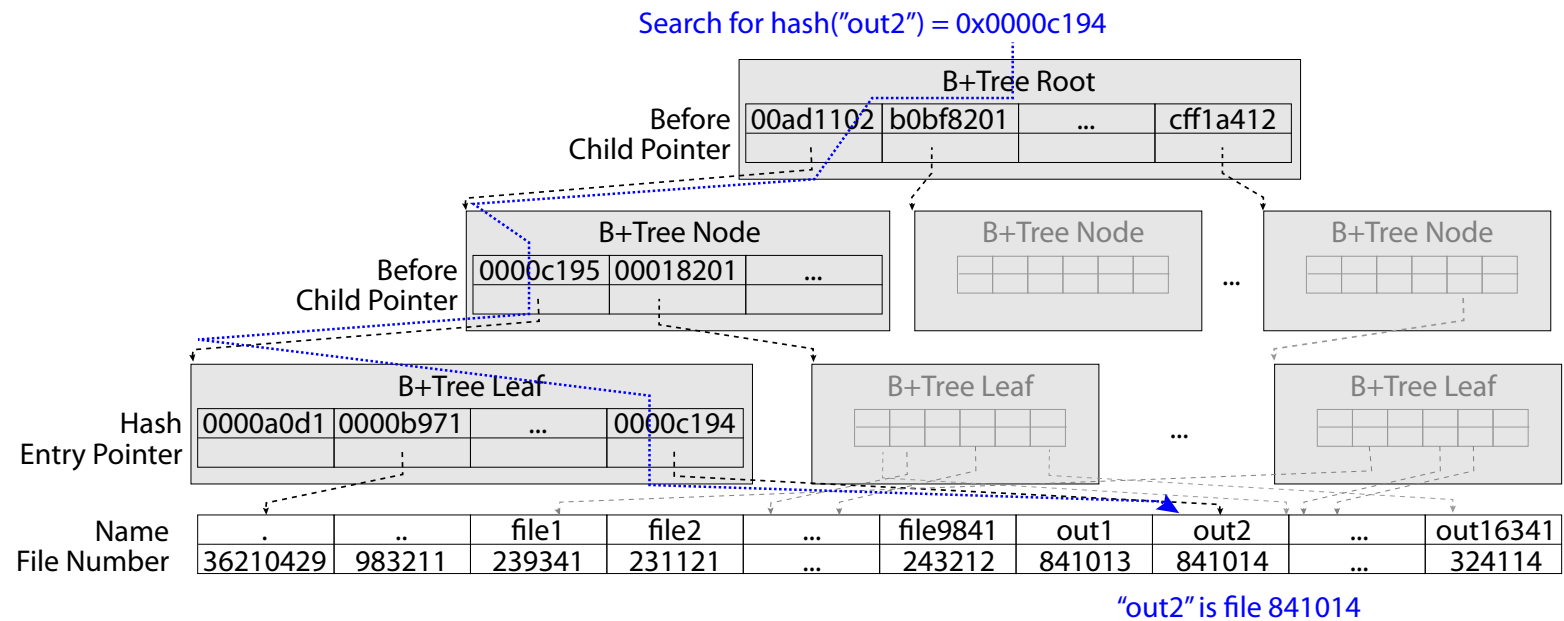 Search for hash("out2") = 0x0000c194
B+Tree Root
Before 00ad1102 b0bf8201 ... cff1a412
Child Pointer
B+Tree Node B+Tree Node B+Tree Node
Before 0000c195 00018201 ...
Child Pointer
...
B+Tree Leaf B+Tree Leaf B+Tree Leaf
Hash 0000a0d1 0000b971 ... 0000c194
Entry Pointer
...
Name . .. file1 file2 ... file9841 out1 out2 ... out16341
File Number 36210429 983211 239341 231121 ... 243212 841013 841014 ... 324114
"out2" is file 841014